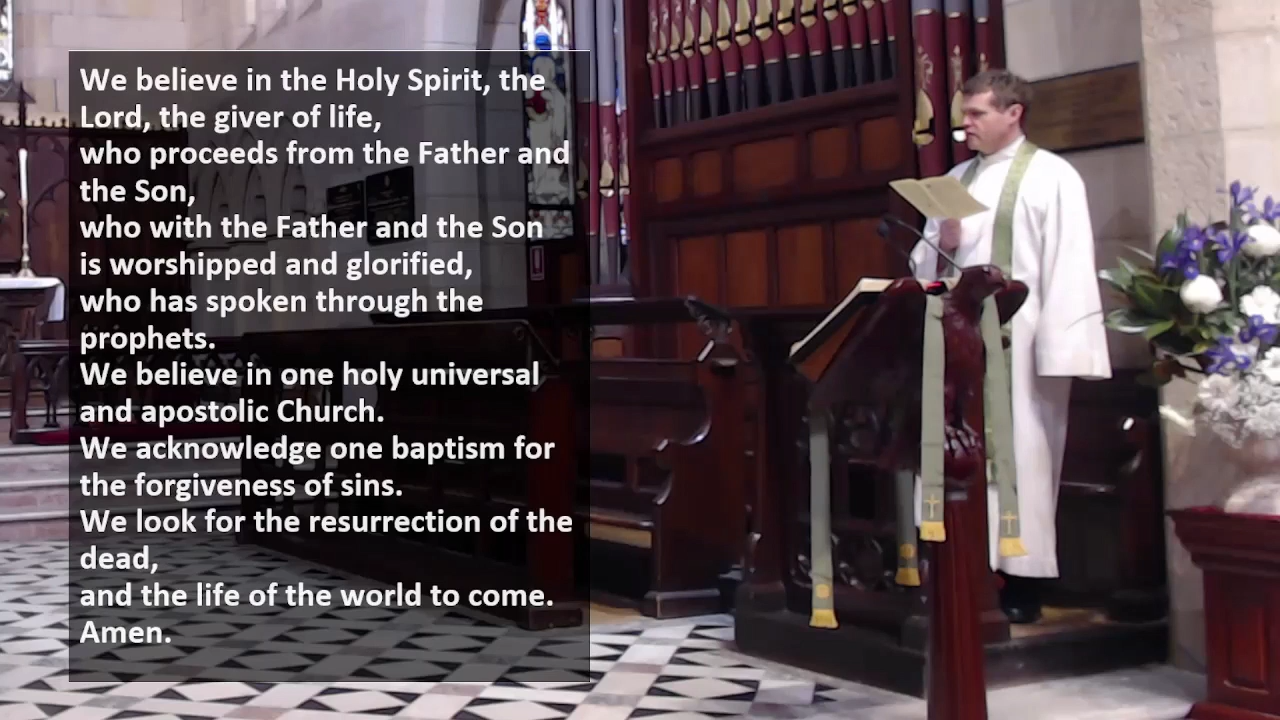 We believe in the Holy Spirit, the
Lord, the giver of life,
who proceeds from the Father and
the Son,
who with the Father and the Son
is worshipped and glorified,
who has spoken through the
prophets.
We believe in one holy universal
and apostolic Church.
We acknowledge one baptism for
the forgiveness of sins.
We look for the resurrection of the
dead,
and the life of the world to come.
Amen.